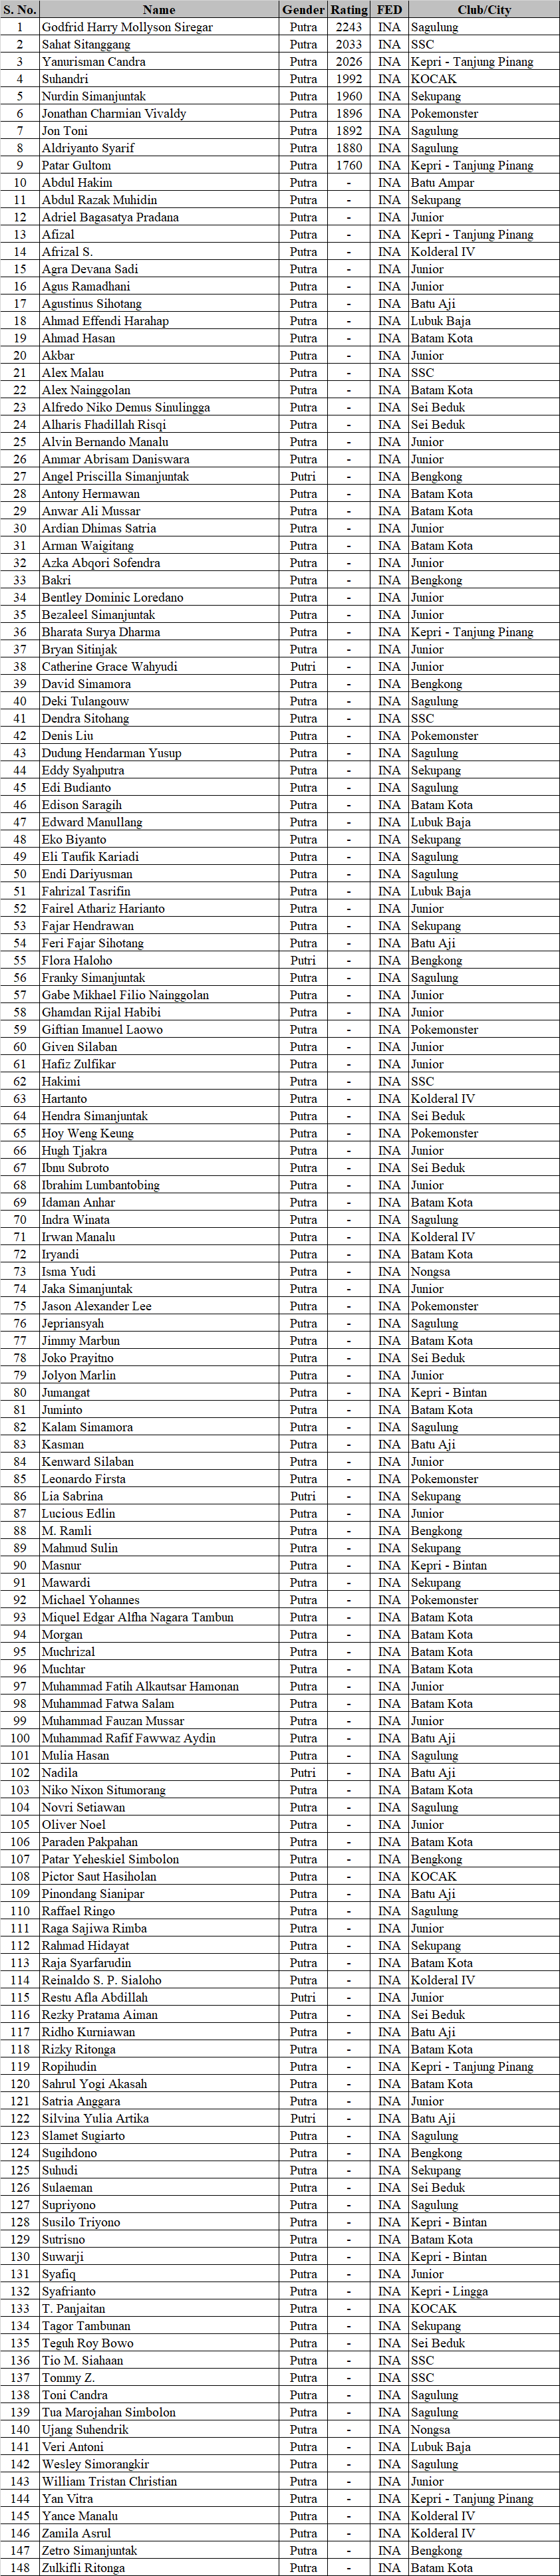 S. No. Name Gender Rating FED Club/City
1 Godfrid Harry Mollyson Siregar Putra 2243 INA Sagulung
2 Sahat Sitanggang Putra 2033 INA SSC
3 Yanurisman Candra Putra 2026 INA Kepri - Tanjung Pinang
4 Suhandri Putra 1992 INA KOCAK
5 Nurdin Simanjuntak Putra 1960 INA Sekupang
6 Jonathan Charmian Vivaldy Putra 1896 INA Pokemonster
7 Jon Toni Putra 1892 INA Sagulung
8 Aldriyanto Syarif Putra 1880 INA Sagulung
9 Patar Gultom Putra 1760 INA Kepri - Tanjung Pinang
10 Abdul Hakim Putra - INA Batu Ampar
11 Abdul Razak Muhidin Putra - INA Sekupang
12 Adriel Bagasatya Pradana Putra - INA Junior
13 Afizal Putra - INA Kepri - Tanjung Pinang
14 Afrizal S. Putra - INA Kolderal IV
15 Agra Devana Sadi Putra - INA Junior
16 Agus Ramadhani Putra - INA Junior
17 Agustinus Sihotang Putra - INA Batu Aji
18 Ahmad Effendi Harahap Putra - INA Lubuk Baja
19 Ahmad Hasan Putra - INA Batam Kota
20 Akbar Putra - INA Junior
21 Alex Malau Putra - INA SSC
22 Alex Nainggolan Putra - INA Batam Kota
23 Alfredo Niko Demus Sinulingga Putra - INA Sei Beduk
24 Alharis Fhadillah Risqi Putra - INA Sei Beduk
25 Alvin Bernando Manalu Putra - INA Junior
26 Ammar Abrisam Daniswara Putra - INA Junior
27 Angel Priscilla Simanjuntak Putri - INA Bengkong
28 Antony Hermawan Putra - INA Batam Kota
29 Anwar Ali Mussar Putra - INA Batam Kota
30 Ardian Dhimas Satria Putra - INA Junior
31 Arman Waigitang Putra - INA Batam Kota
32 Azka Abqori Sofendra Putra - INA Junior
33 Bakri Putra - INA Bengkong
34 Bentley Dominic Loredano Putra - INA Junior
35 Bezaleel Simanjuntak Putra - INA Junior
36 Bharata Surya Dharma Putra - INA Kepri - Tanjung Pinang
37 Bryan Sitinjak Putra - INA Junior
38 Catherine Grace Wahyudi Putri - INA Junior
39 David Simamora Putra - INA Bengkong
40 Deki Tulangouw Putra - INA Sagulung
41 Dendra Sitohang Putra - INA SSC
42 Denis Liu Putra - INA Pokemonster
43 Dudung Hendarman Yusup Putra - INA Sagulung
44 Eddy Syahputra Putra - INA Sekupang
45 Edi Budianto Putra - INA Sagulung
46 Edison Saragih Putra - INA Batam Kota
47 Edward Manullang Putra - INA Lubuk Baja
48 Eko Biyanto Putra - INA Sekupang
49 Eli Taufik Kariadi Putra - INA Sagulung
50 Endi Dariyusman Putra - INA Sagulung
51 Fahrizal Tasrifin Putra - INA Lubuk Baja
52 Fairel Athariz Harianto Putra - INA Junior
53 Fajar Hendrawan Putra - INA Sekupang
54 Feri Fajar Sihotang Putra - INA Batu Aji
55 Flora Haloho Putri - INA Bengkong
56 Franky Simanjuntak Putra - INA Sagulung
57 Gabe Mikhael Filio Nainggolan Putra - INA Junior
58 Ghamdan Rijal Habibi Putra - INA Junior
59 Giftian Imanuel Laowo Putra - INA Pokemonster
60 Given Silaban Putra - INA Junior
61 Hafiz Zulfikar Putra - INA Junior
62 Hakimi Putra - INA SSC
63 Hartanto Putra - INA Kolderal IV
64 Hendra Simanjuntak Putra - INA Sei Beduk
65 Hoy Weng Keung Putra - INA Pokemonster
66 Hugh Tjakra Putra - INA Junior
67 Ibnu Subroto Putra - INA Sei Beduk
68 Ibrahim Lumbantobing Putra - INA Junior
69 Idaman Anhar Putra - INA Batam Kota
70 Indra Winata Putra - INA Sagulung
71 Irwan Manalu Putra - INA Kolderal IV
72 Iryandi Putra - INA Batam Kota
73 Isma Yudi Putra - INA Nongsa
74 Jaka Simanjuntak Putra - INA Junior
75 Jason Alexander Lee Putra - INA Pokemonster
76 Jepriansyah Putra - INA Sagulung
77 Jimmy Marbun Putra - INA Batam Kota
78 Joko Prayitno Putra - INA Sei Beduk
79 Jolyon Marlin Putra - INA Junior
80 Jumangat Putra - INA Kepri - Bintan
81 Juminto Putra - INA Batam Kota
82 Kalam Simamora Putra - INA Sagulung
83 Kasman Putra - INA Batu Aji
84 Kenward Silaban Putra - INA Junior
85 Leonardo Firsta Putra - INA Pokemonster
86 Lia Sabrina Putri - INA Sekupang
87 Lucious Edlin Putra - INA Junior
88 M. Ramli Putra - INA Bengkong
89 Mahmud Sulin Putra - INA Sekupang
90 Masnur Putra - INA Kepri - Bintan
91 Mawardi Putra - INA Sekupang
92 Michael Yohannes Putra - INA Pokemonster
93 Miquel Edgar Alfha Nagara Tambun Putra - INA Batam Kota
94 Morgan Putra - INA Batam Kota
95 Muchrizal Putra - INA Batam Kota
96 Muchtar Putra - INA Batam Kota
97 Muhammad Fatih Alkautsar Hamonan Putra - INA Junior
98 Muhammad Fatwa Salam Putra - INA Batam Kota
99 Muhammad Fauzan Mussar Putra - INA Junior
100 Muhammad Rafif Fawwaz Aydin Putra - INA Batu Aji
101 Mulia Hasan Putra - INA Sagulung
102 Nadila Putri - INA Batu Aji
103 Niko Nixon Situmorang Putra - INA Batam Kota
104 Novri Setiawan Putra - INA Sagulung
105 Oliver Noel Putra - INA Junior
106 Paraden Pakpahan Putra - INA Batam Kota
107 Patar Yeheskiel Simbolon Putra - INA Bengkong
108 Pictor Saut Hasiholan Putra - INA KOCAK
109 Pinondang Sianipar Putra - INA Batu Aji
110 Raffael Ringo Putra - INA Sagulung
111 Raga Sajiwa Rimba Putra - INA Junior
112 Rahmad Hidayat Putra - INA Sekupang
113 Raja Syarfarudin Putra - INA Batam Kota
114 Reinaldo S. P. Sialoho Putra - INA Kolderal IV
115 Restu Afla Abdillah Putri - INA Junior
116 Rezky Pratama Aiman Putra - INA Sei Beduk
117 Ridho Kurniawan Putra - INA Batu Aji
118 Rizky Ritonga Putra - INA Batam Kota
119 Ropihudin Putra - INA Kepri - Tanjung Pinang
120 Sahrul Yogi Akasah Putra - INA Batam Kota
121 Satria Anggara Putra - INA Junior
122 Silvina Yulia Artika Putri - INA Batu Aji
123 Slamet Sugiarto Putra - INA Sagulung
124 Sugihdono Putra - INA Bengkong
125 Suhudi Putra - INA Sekupang
126 Sulaeman Putra - INA Sei Beduk
127 Supriyono Putra - INA Sagulung
128 Susilo Triyono Putra - INA Kepri - Bintan
129 Sutrisno Putra - INA Batam Kota
130 Suwarji Putra - INA Kepri - Bintan
131 Syafiq Putra - INA Junior
132 Syafrianto Putra - INA Kepri - Lingga
133 T. Panjaitan Putra - INA KOCAK
134 Tagor Tambunan Putra - INA Sekupang
135 Teguh Roy Bowo Putra - INA Sei Beduk
136 Tio M. Siahaan Putra - INA SSC
137 Tommy Z. Putra - INA SSC
138 Toni Candra Putra - INA Sagulung
139 Tua Marojahan Simbolon Putra - INA Sagulung
140 Ujang Suhendrik Putra - INA Nongsa
141 Veri Antoni Putra - INA Lubuk Baja
142 Wesley Simorangkir Putra - INA Sagulung
143 William Tristan Christian Putra - INA Junior
144 Yan Vitra Putra - INA Kepri - Tanjung Pinang
145 Yance Manalu Putra - INA Kolderal IV
146 Zamila Asrul Putra - INA Kolderal IV
147 Zetro Simanjuntak Putra - INA Bengkong
148 Zulkifli Ritonga Putra - INA Batam Kota